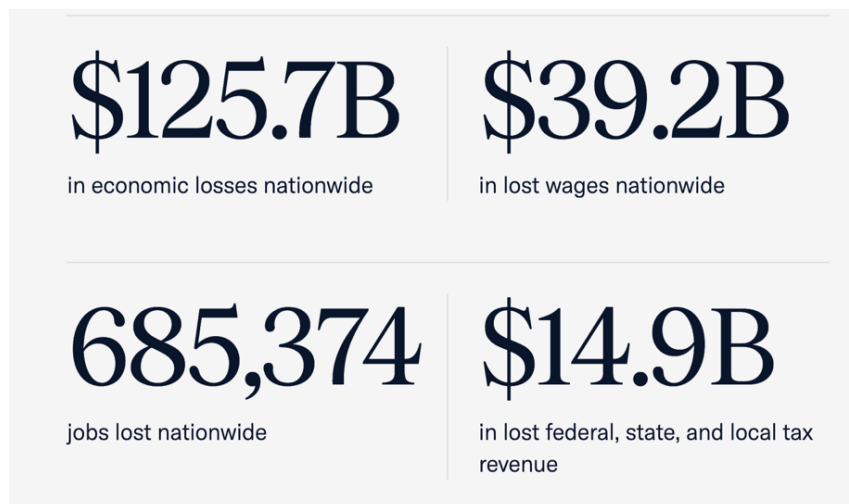 $125.7B
in economic losses nationwide
$39.2B
in lost wages nationwide
685,374
jobs lost nationwide
$14.9B
in lost federal, state, and local tax
revenue